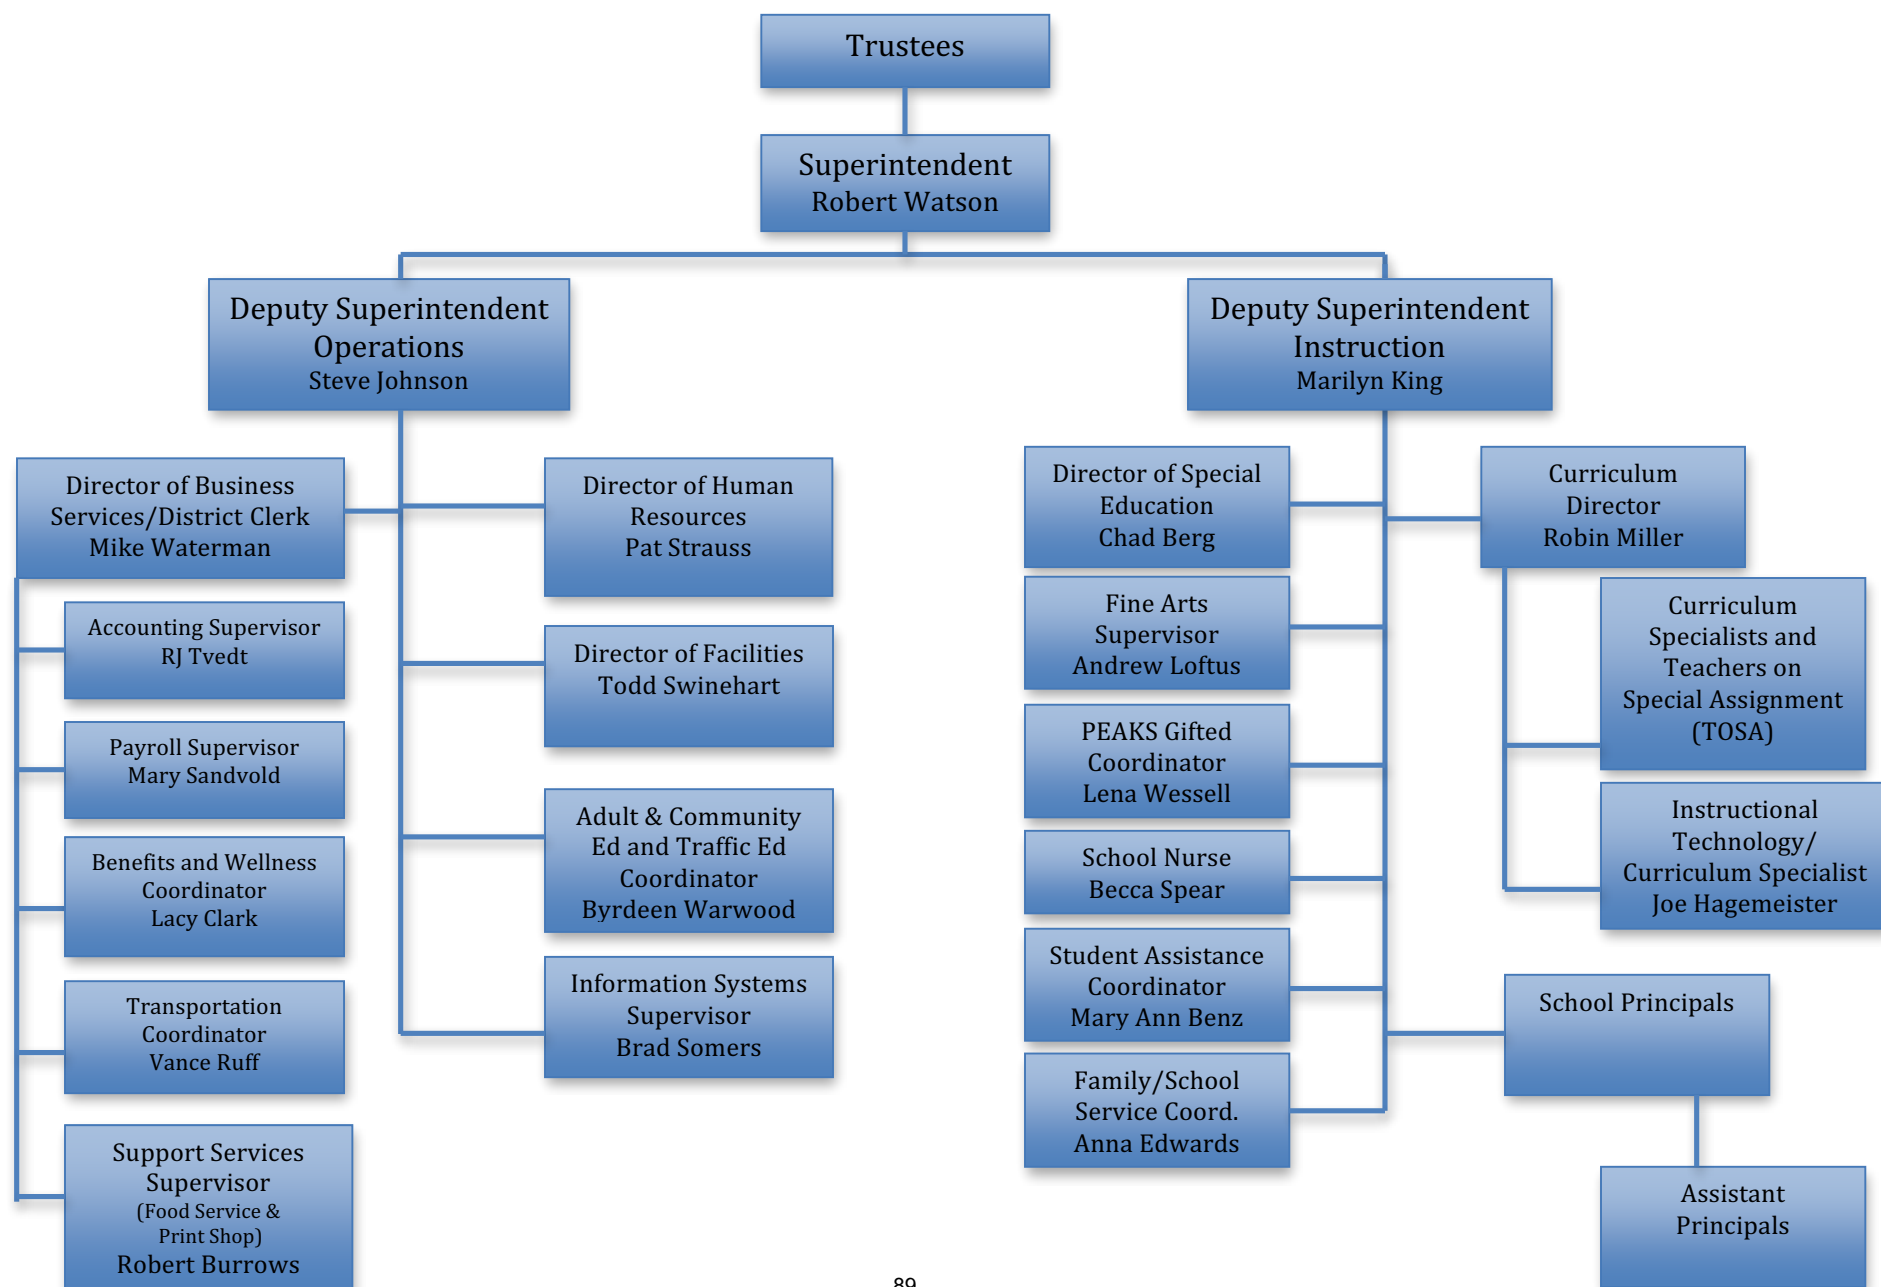 Trustees
Superintendent
Robert Watson
Deputy Superintendent
Operations
Steve Johnson
Deputy Superintendent
Instruction
Marilyn King
Director of Business
Services/District Clerk
Mike Waterman
Accounting Supervisor
RJ Tvedt
Payroll Supervisor
Mary Sandvold
Benefits and Wellness
Coordinator
Lacy Clark
Transportation
Coordinator
Vance Ruff
Support Services
Supervisor
(Food Service &
Print Shop)
Robert Burrows
Director of Human
Resources
Pat Strauss
Director of Facilities
Todd Swinehart
Adult & Community
Ed and Traffic Ed
Coordinator
Byrdeen Warwood
Information Systems
Supervisor
Brad Somers
Director of Special
Education
Chad Berg
Fine Arts
Supervisor
Andrew Loftus
PEAKS Gifted
Coordinator
Lena Wessell
School Nurse
Becca Spear
Student Assistance
Coordinator
Mary Ann Benz
Family/School
Service Coord.
Anna Edwards
Curriculum
Director
Robin Miller
Curriculum
Specialists and
Teachers on
Special Assignment
(TOSA)
Instructional
Technology/
Curriculum Specialist
Joe Hagemeister
School Principals
Assistant
Principals
89